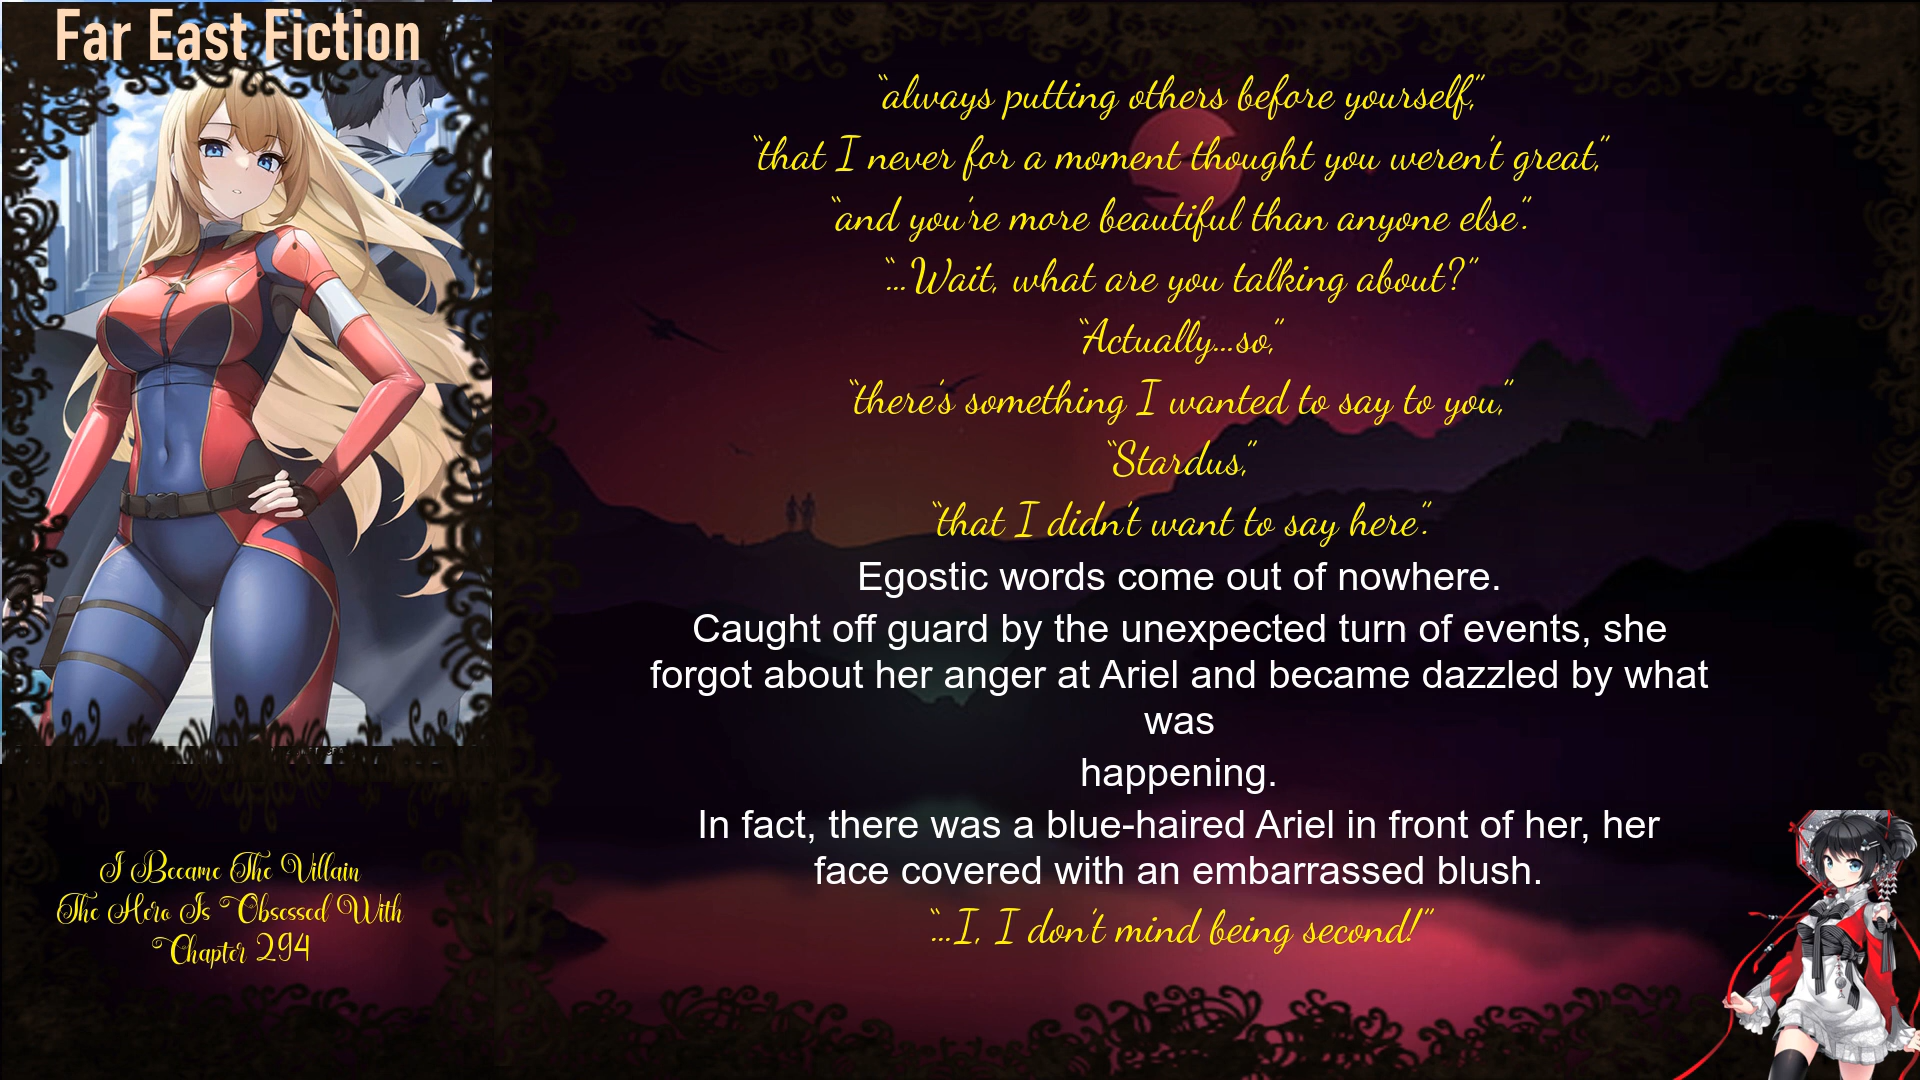 Far East Fiction
"always putting others before yourself,"
"that I never for a moment thought you weren't great,"
"and you're more beautiful than anyone else".
"...Wait, what are you talking about?"
"Actually...so,"
"there's something I wanted to say to you,"
"Stardus,"
"that I didn't want to say here".
Egostic words come out of nowhere.
Caught off guard by the unexpected turn of events, she
forgot about her anger at Ariel and became dazzled by what
was
happening.
In fact, there was a blue-haired Ariel in front of her, her
face covered with an embarrassed blush.
"...I, I don't mind being second!"
I Became The Villain
The Hero Is Obsessed With
Chapter 294